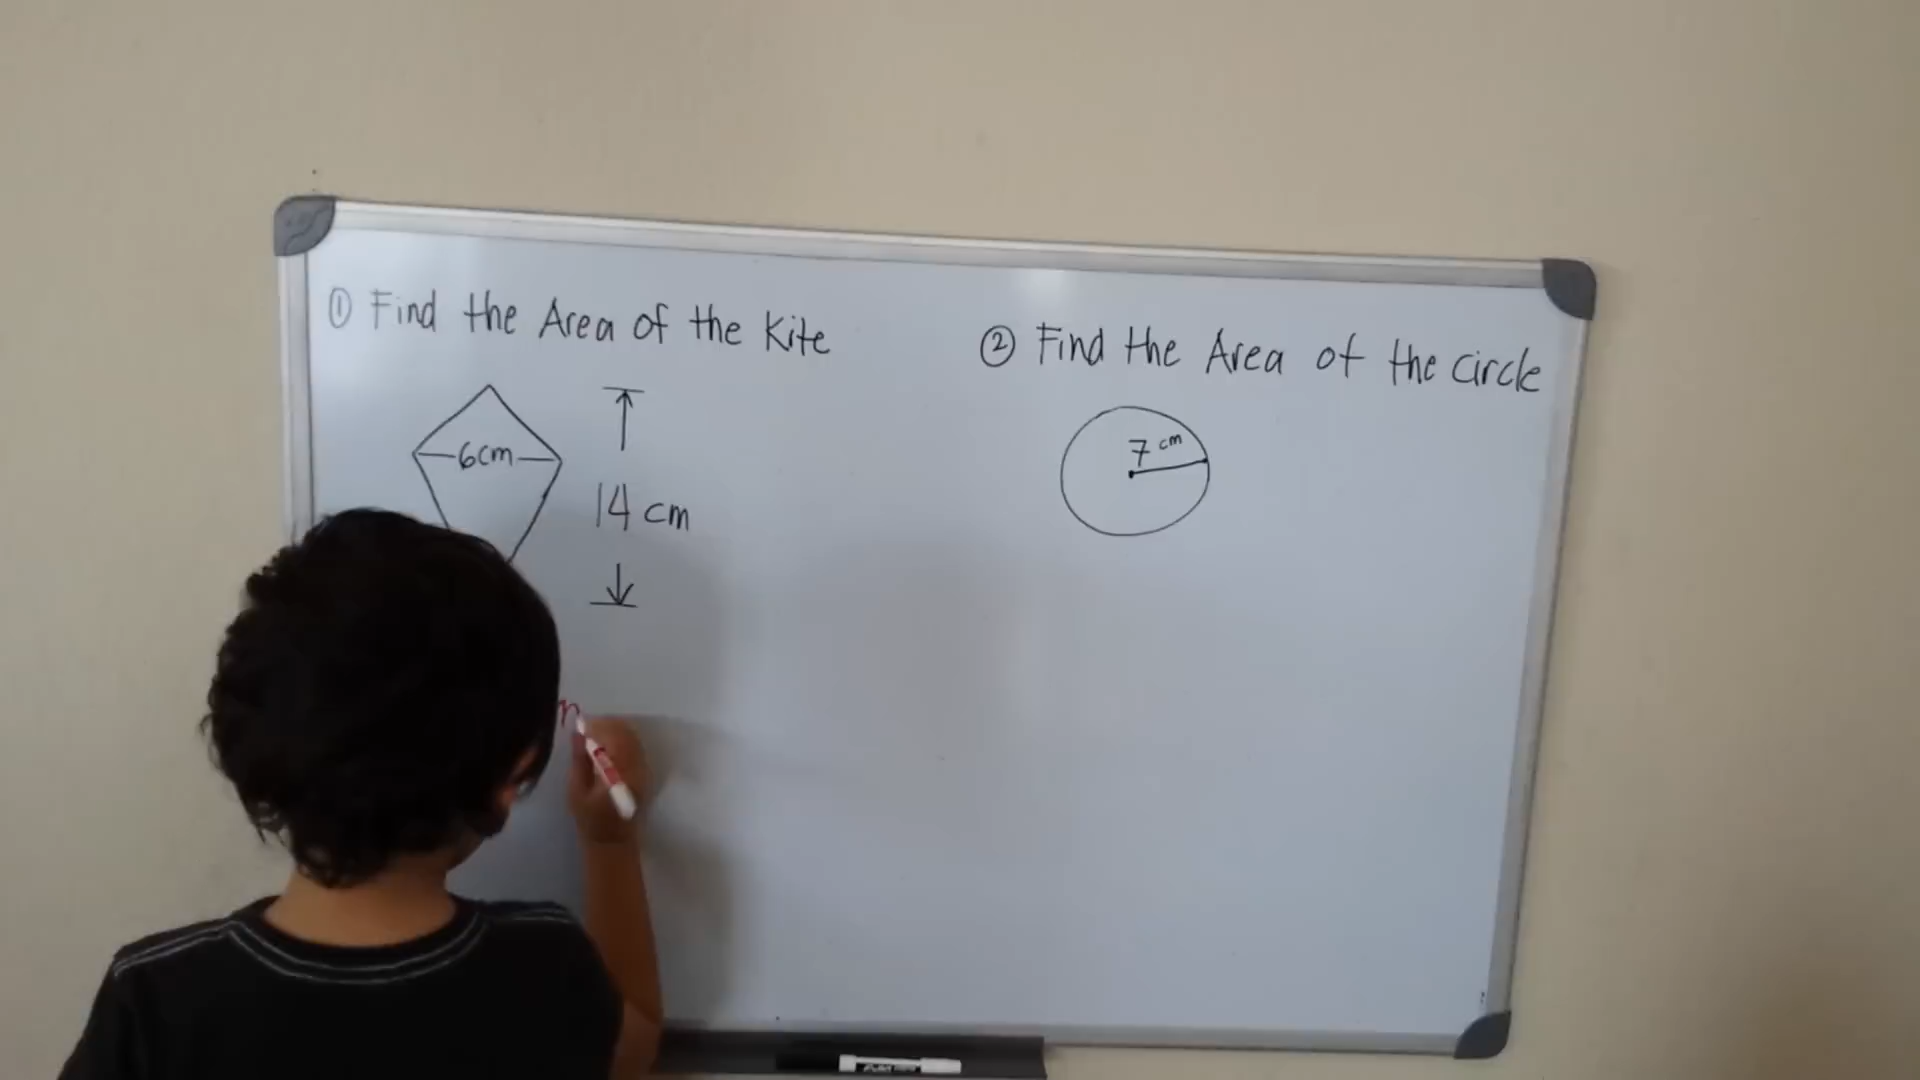 ① Find the Area of the Kite
6cm
14 cm
② Find the Area of the circle
7 cm